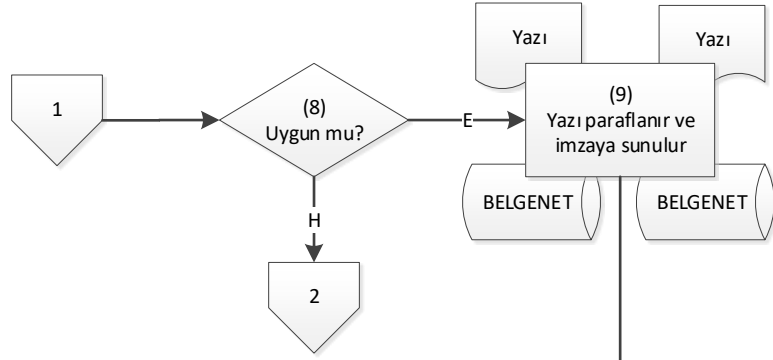 Yazı
Yazı
1
(8)
Uygun mu?
E
(9)
Yazı paraflanır ve
imzaya sunulur
BELGENET
BELGENET
H
2